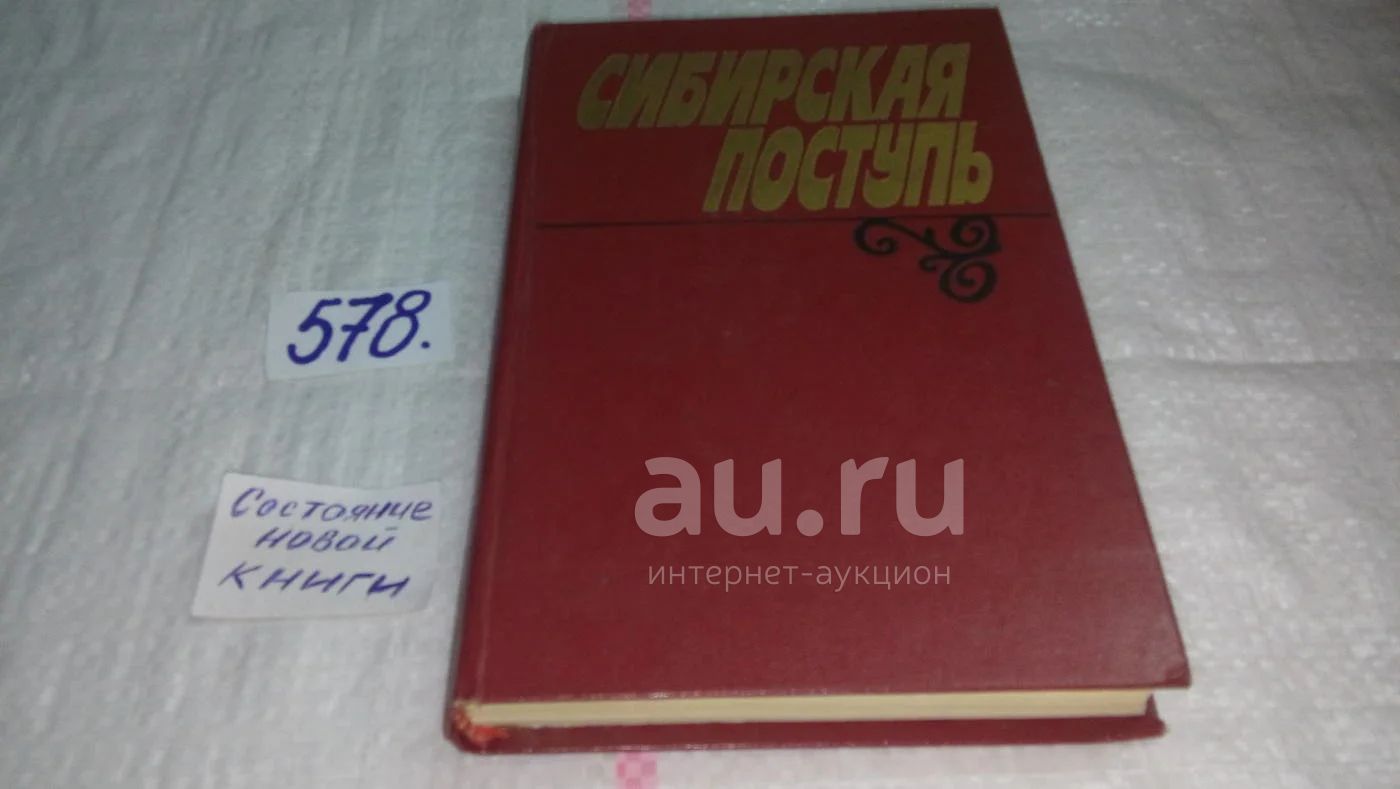 СИБИРСКАЯ
ПОСТУПЬ
578.
Состояние
новой
книги
au.ru
интернет-аукцион